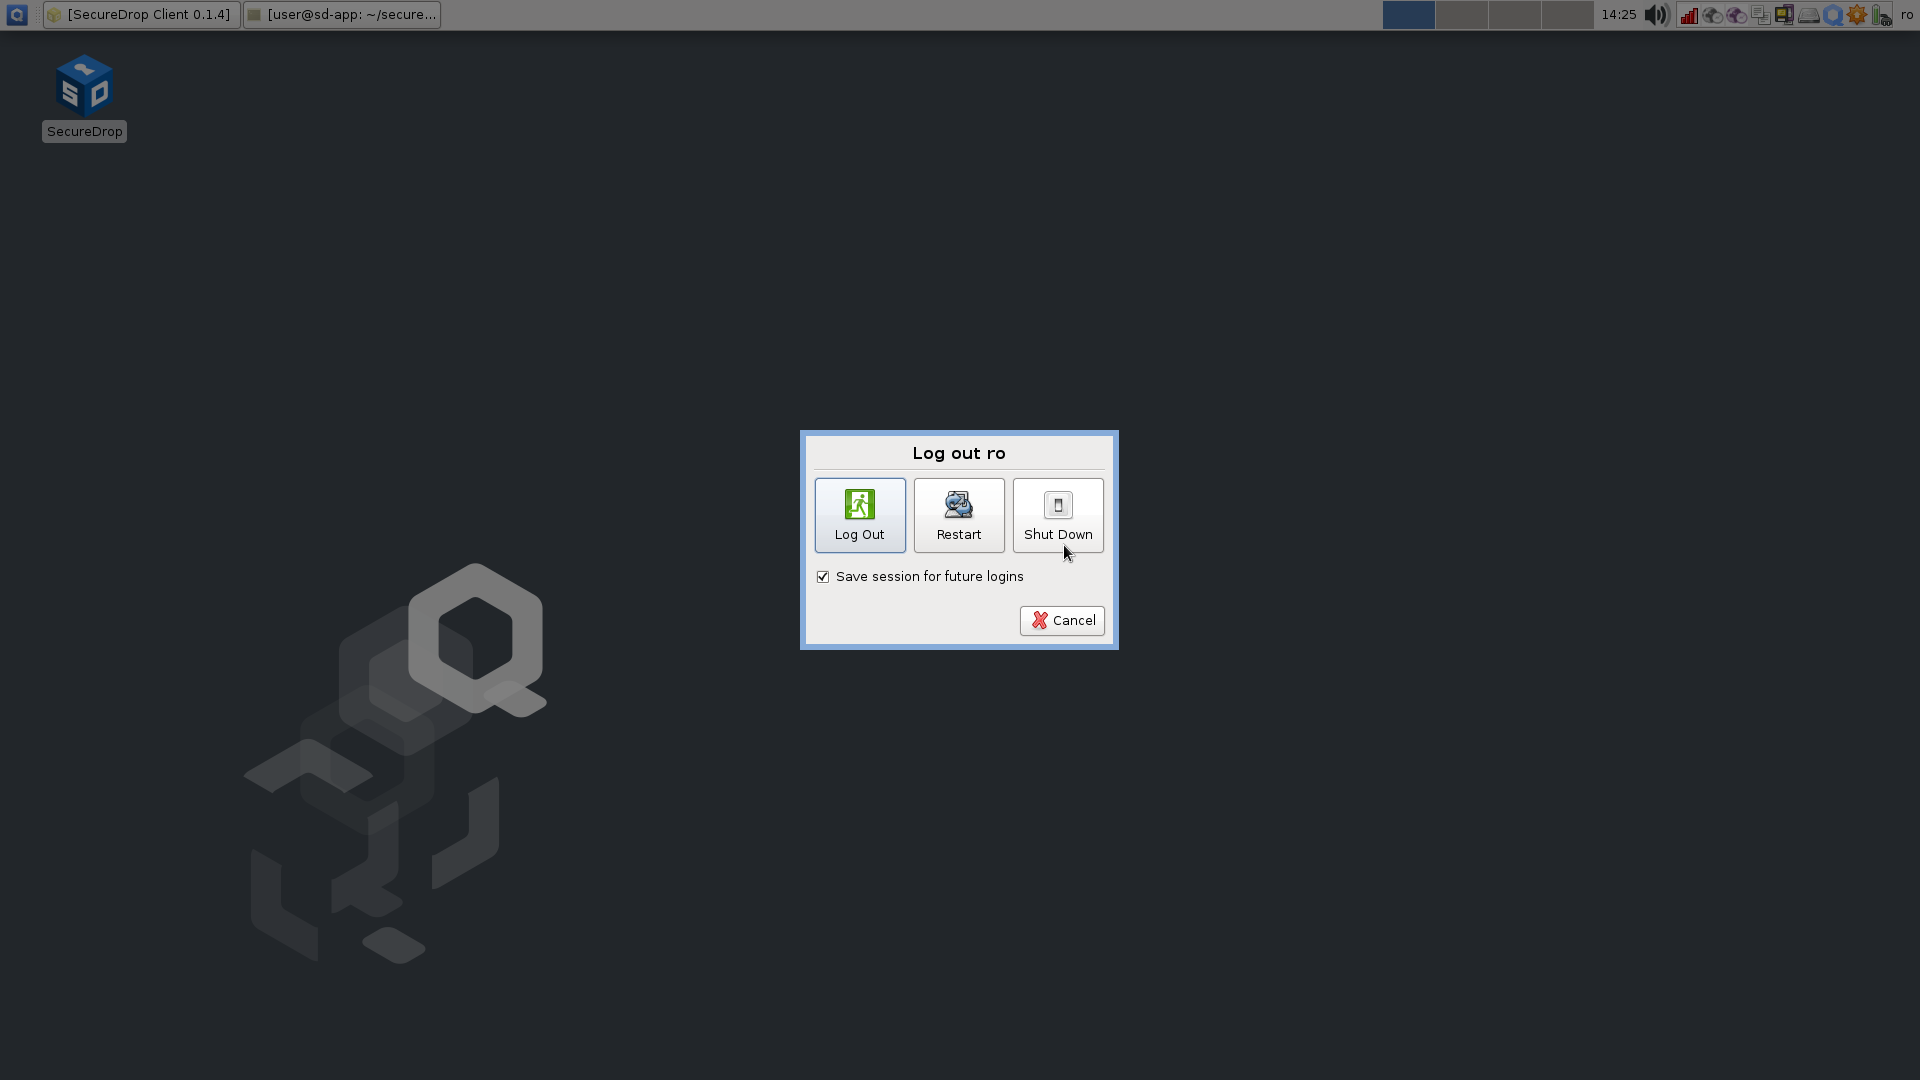 [SecureDrop Client 0.1.4]
[user@sd-app: ~/secure...
14:25
ro
SD
SecureDrop
Log out ro
Log Out
Restart
Shut Down
Save session for future logins
Cancel